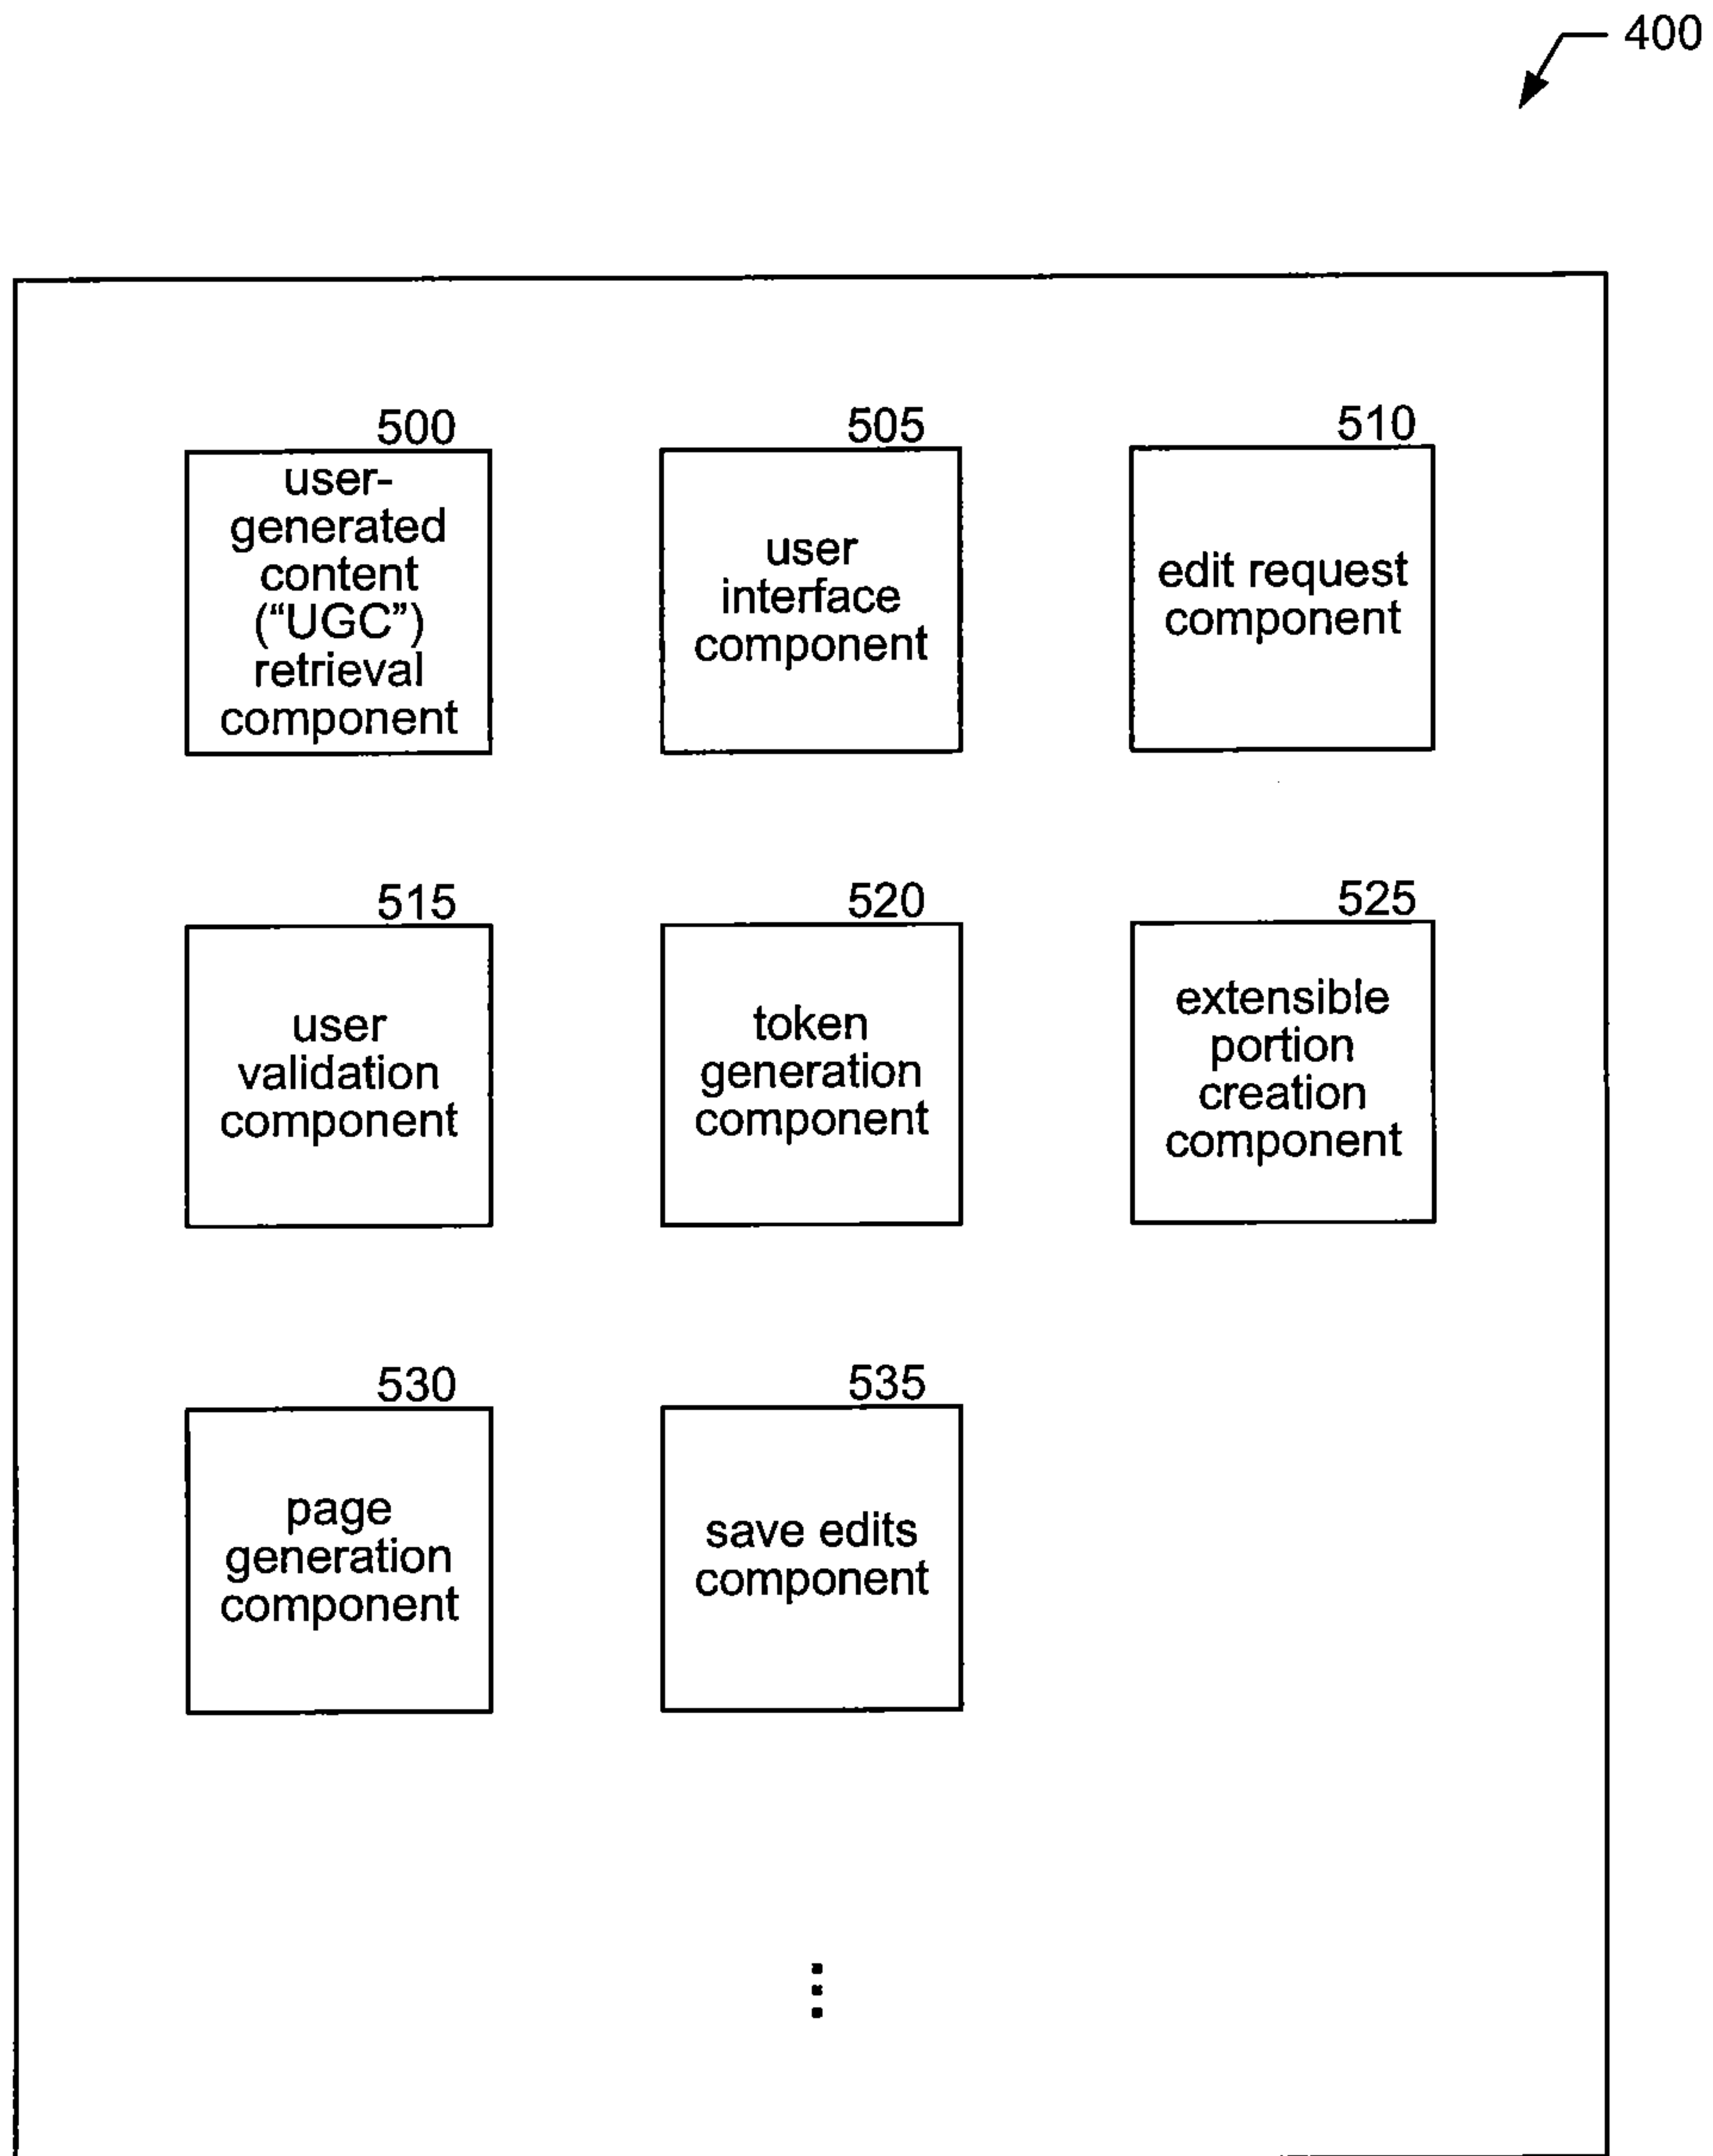 400
500
user-
generated
content
(“UGC”)
retrieval
component
505
user
interface
component
510
edit request
component
515
user
validation
component
520
token
generation
component
525
extensible
portion
creation
component
530
page
generation
component
535
save edits
component